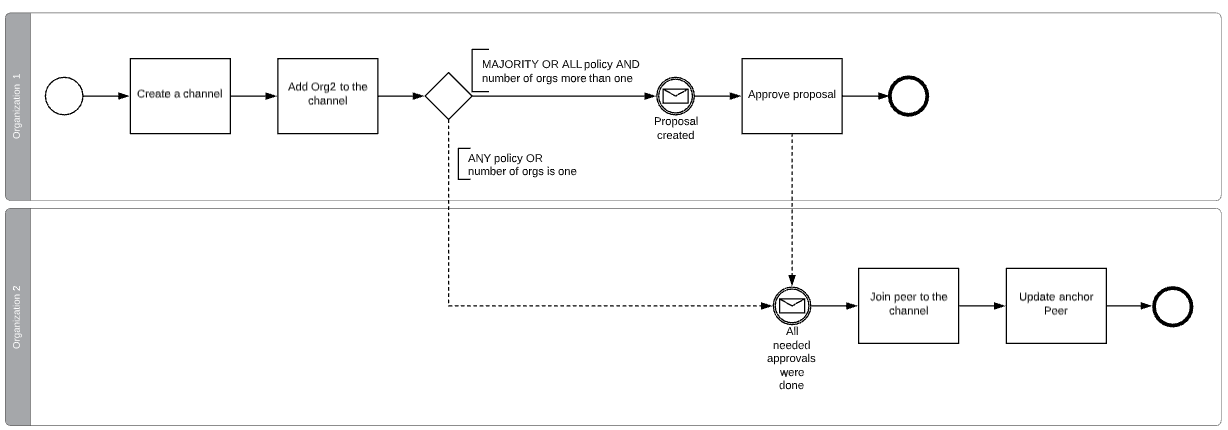 Organization 1
Create a channel
Add Org2 to the
channel
MAJORITY OR ALL policy AND
number of orgs more than one
Proposal
created
Approve proposal
ANY policy OR
number of orgs is one
Organization 2
All
needed
approvals
were
done
Join peer to the
channel
Update anchor
Peer